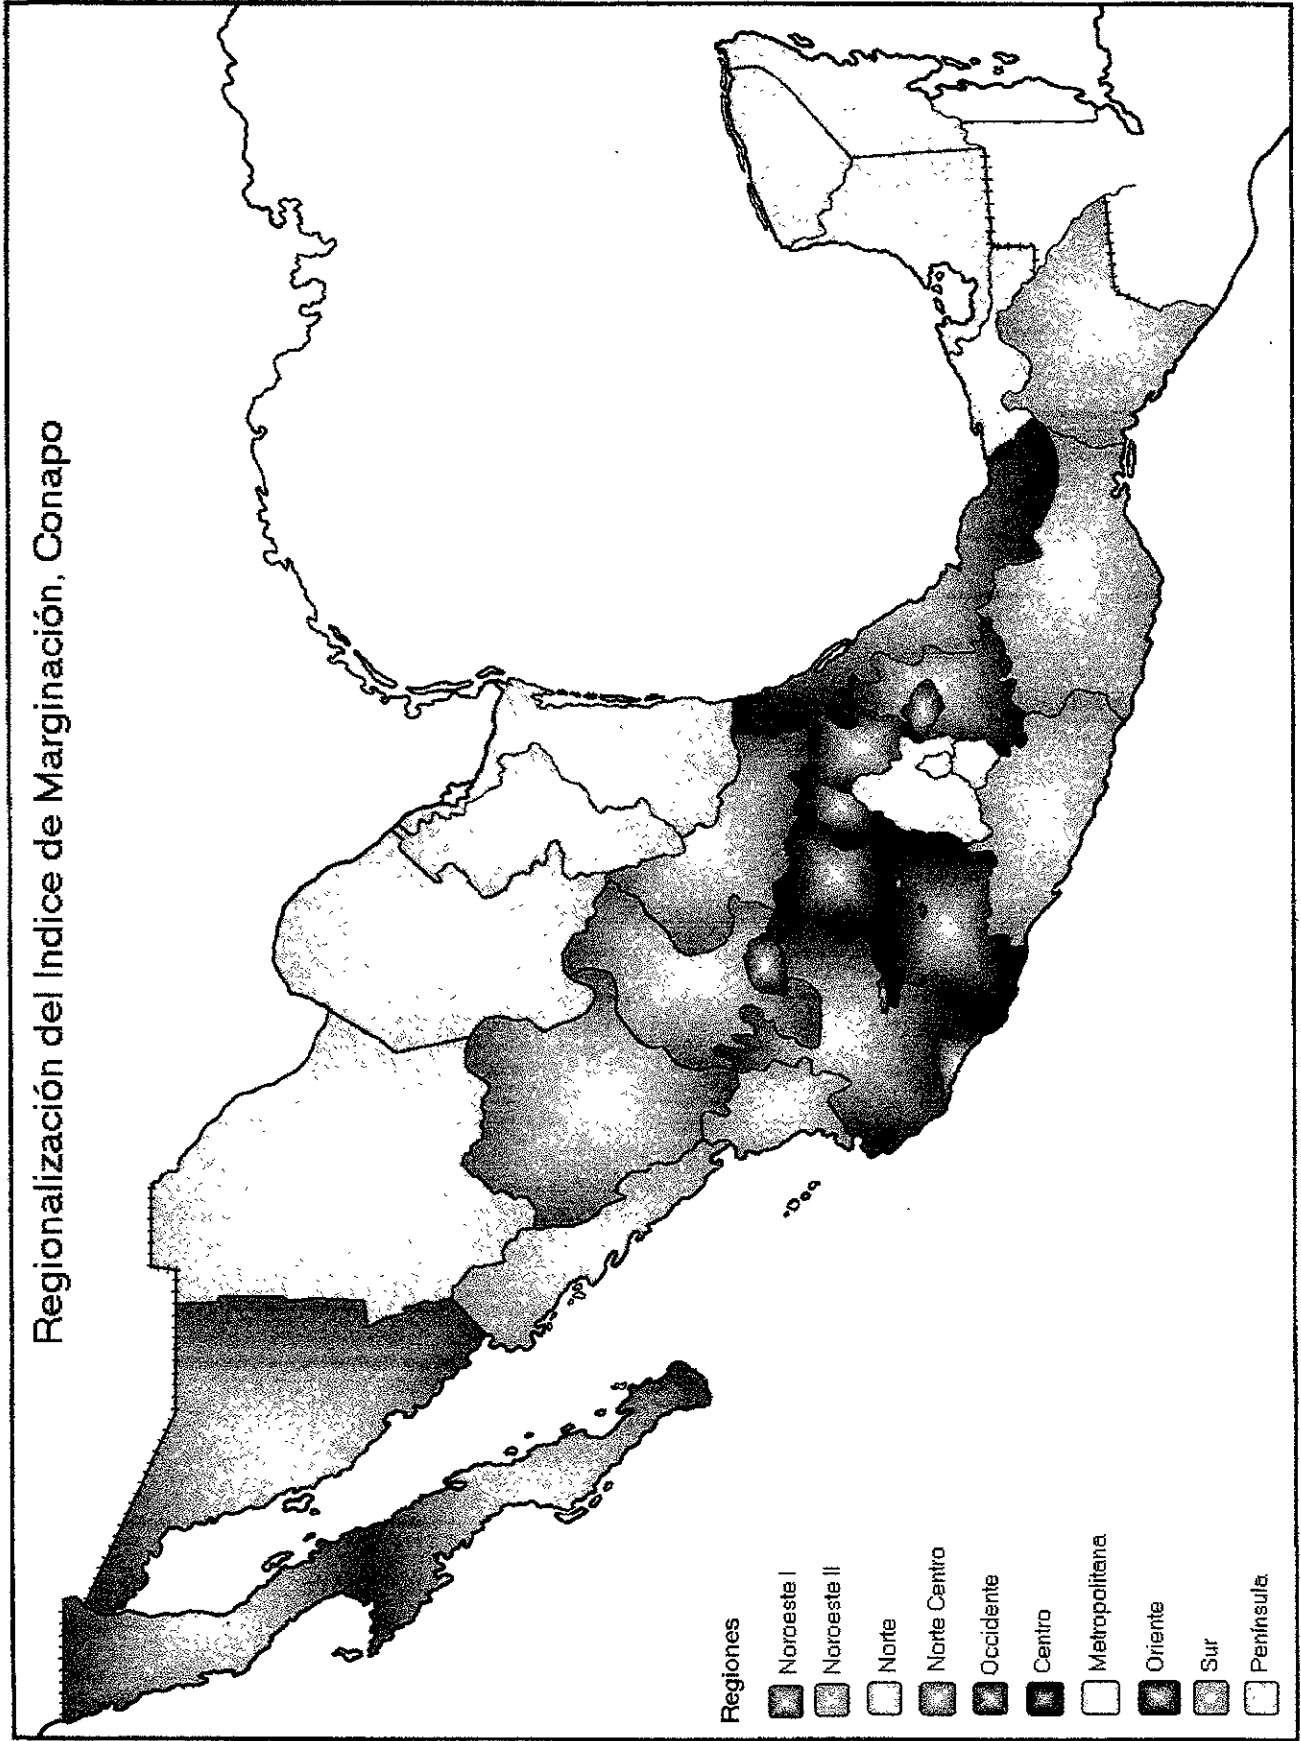 Regionalización del Indice de Marginación, Conapo
Regiones
Noroeste I
Noroeste II
Norte
Norte Centro
Occidente
Centro
Metropolitana
Oriente
Sur
Península